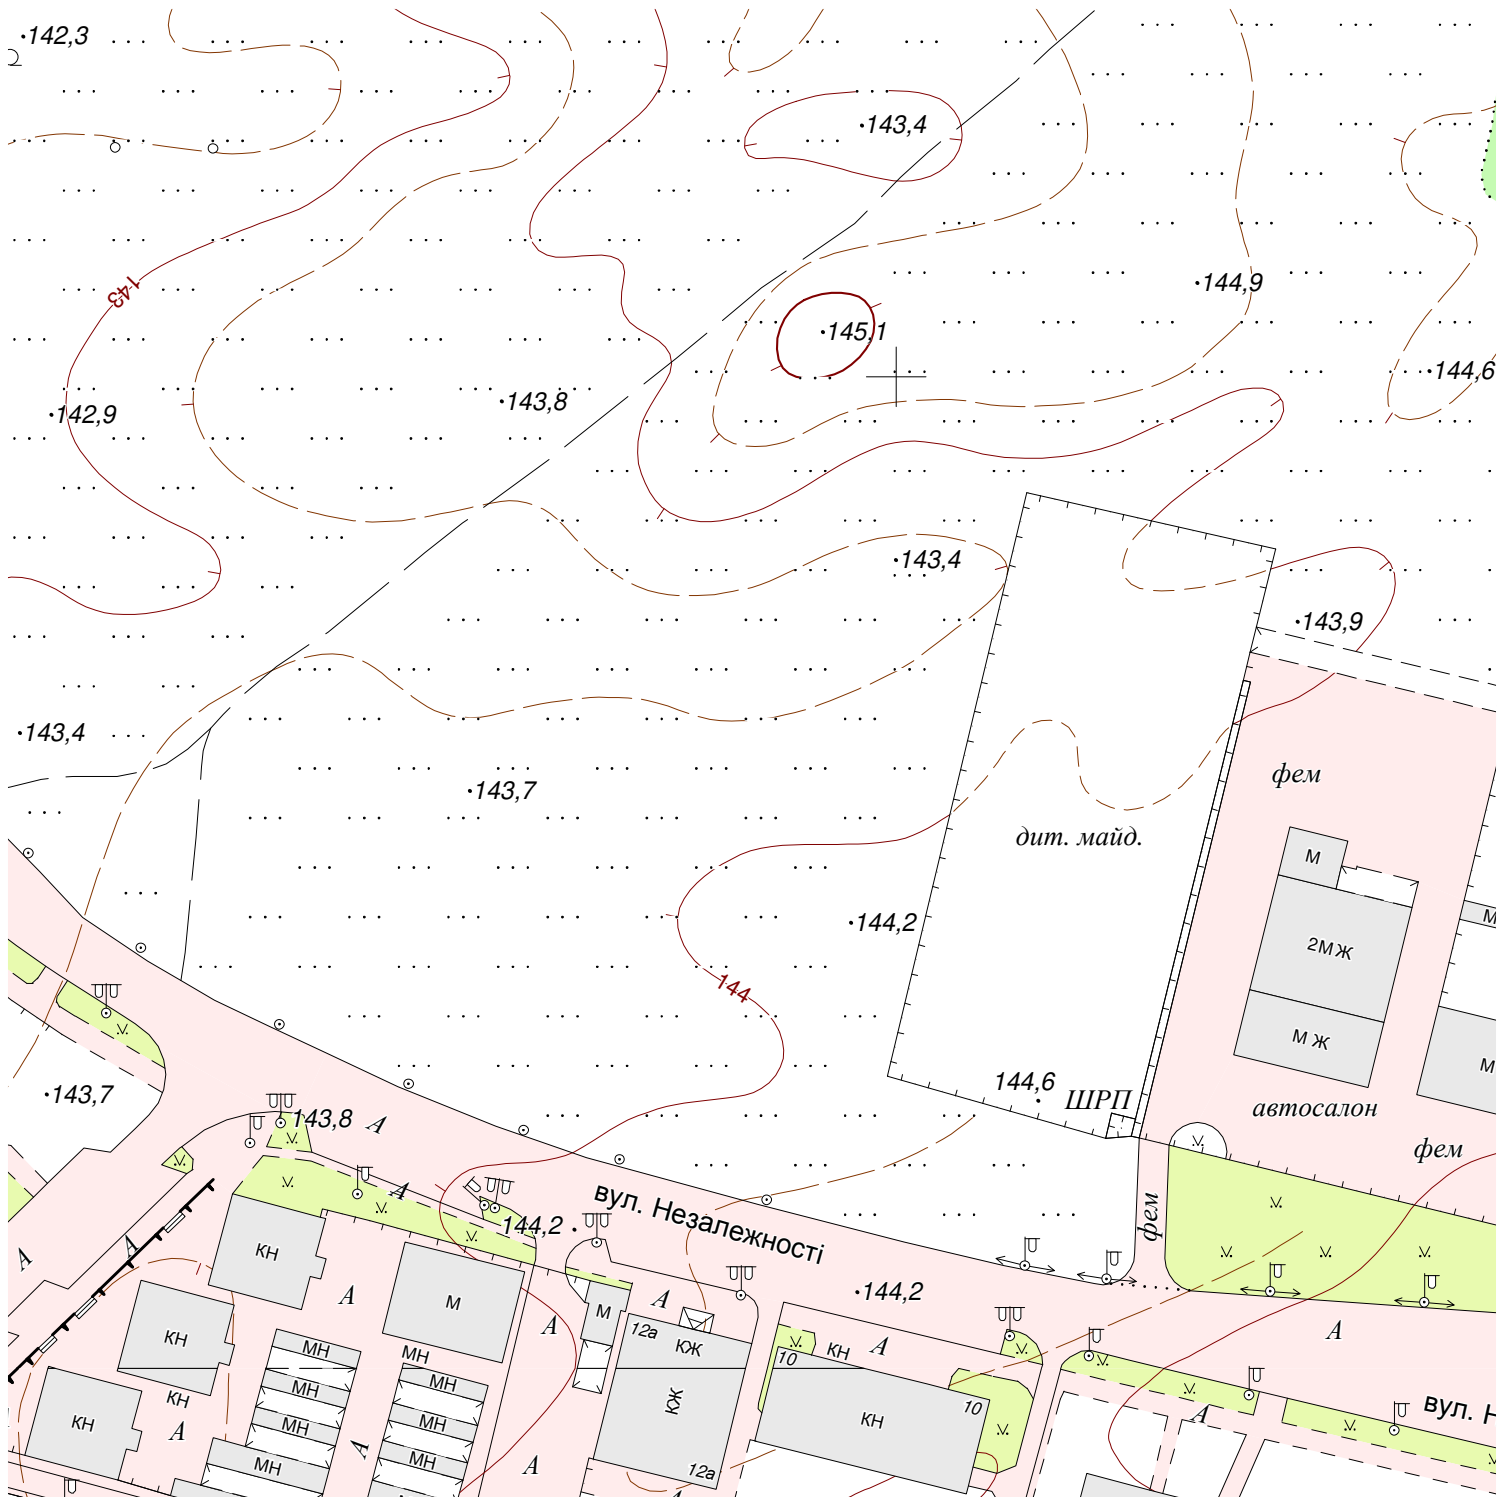 142,3
143,4
144,9
143
145,1
144,6
142,9
143,8
143,4
143,9
143,4
фем
143,7
дит. майд.
М
М
144,2
2МЖ
144
МЖ
М
143,7
144,6
ШРП
автосалон
143,8
А
фем
А
вул. Незалежності
фем
144,2
А
А
КН
144,2
А
М
А
М
А
А
12а
КН
КЖ
КН
А
10
МН
МН
МН
МН
КН
КЖ
10
вул. Н
КН
А
МН
МН
КН
А
А
МН
МН
А
12а
МН